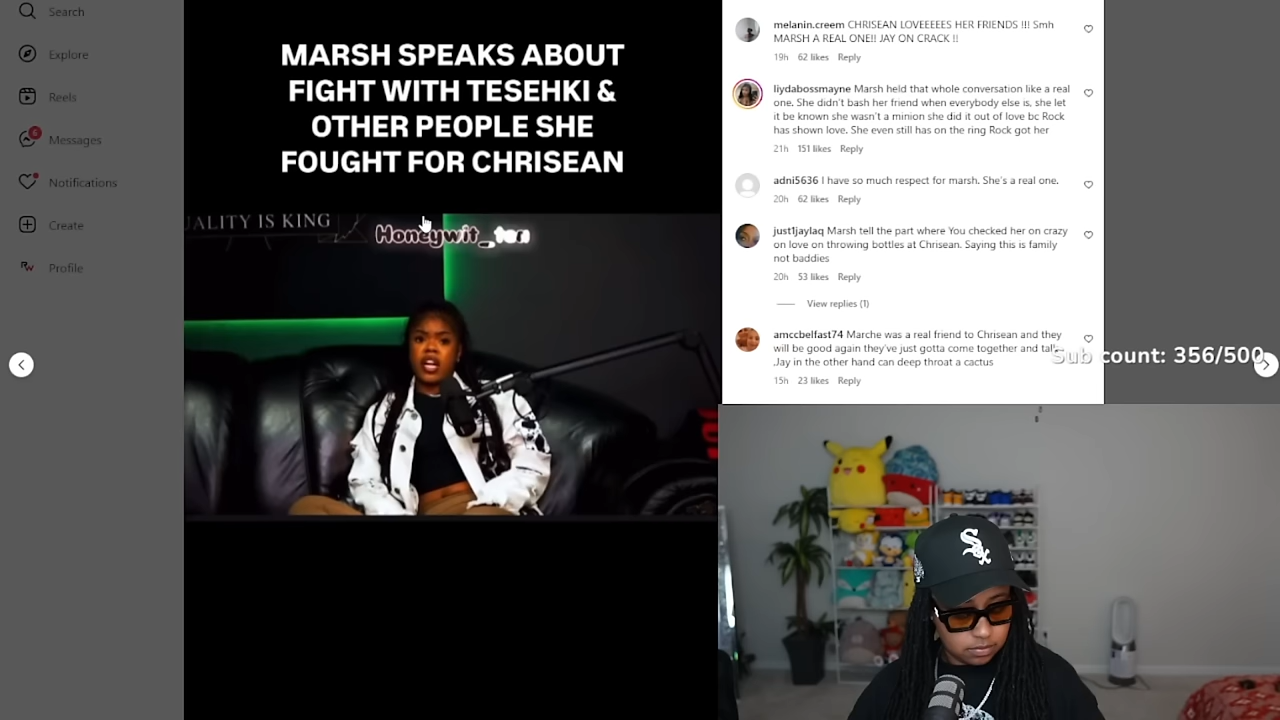 Search
Explore
Reels
6
Messages
Notifications
Create
Profile
MARSH SPEAKS ABOUT
FIGHT WITH TESEHKI &
OTHER PEOPLE SHE
FOUGHT FOR CHRISEAN
UALITY IS KING
Honeywit_
melanin.creem CHRISEAN LOVEEEEES HER FRIENDS !!! Smh
MARSH A REAL ONE!! JAY ON CRACK !!
19h 62 likes Reply
liydabossmayne Marsh held that whole conversation like a real
one. She didn't bash her friend when everybody else is, she let
it be known she wasn't a minion she did it out of love bc Rock
has shown love. She even still has on the ring Rock got her
21h 151 likes Reply
adni5636 I have so much respect for marsh. She's a real one.
20h 62 likes Reply
just1jaylaq Marsh tell the part where You checked her on crazy
on love on throwing bottles at Chrisean. Saying this is family
not baddies
20h 53 likes Reply
View replies (1)
amccbelfast74 Marche was a real friend to Chrisean and they
will be good again they've just gotta come together and
Jay in the other hand can deep throat a cactus
15h 23 likes Reply
Sub count: 356/500
Sox